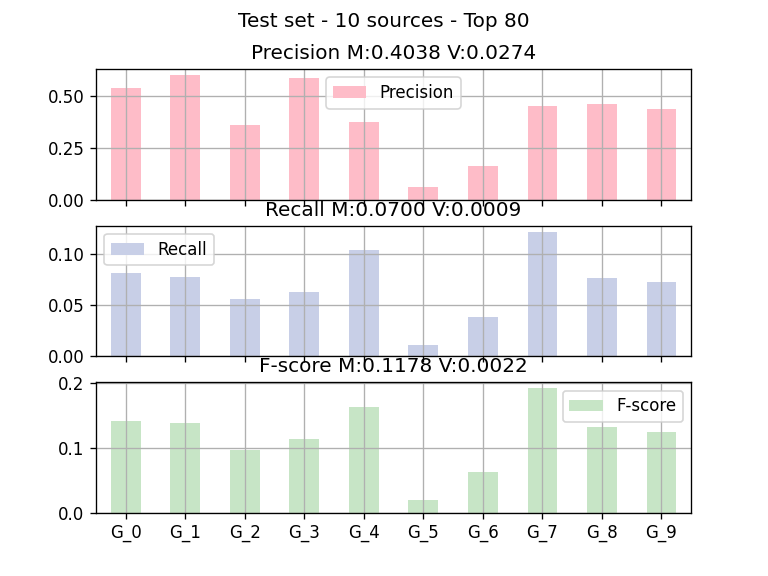 Test set - 10 sources - Top 80
Precision M:0.4038 V:0.0274
0.50
0.25
0.00
Precision
Recall M:0.0700 V:0.0009
0.10
0.05
0.00
Recall
F-score M:0.1178 V:0.0022
0.2
0.1
0.0
F-score
G_0 G_1 G_2 G_3 G_4 G_5 G_6 G_7 G_8 G_9